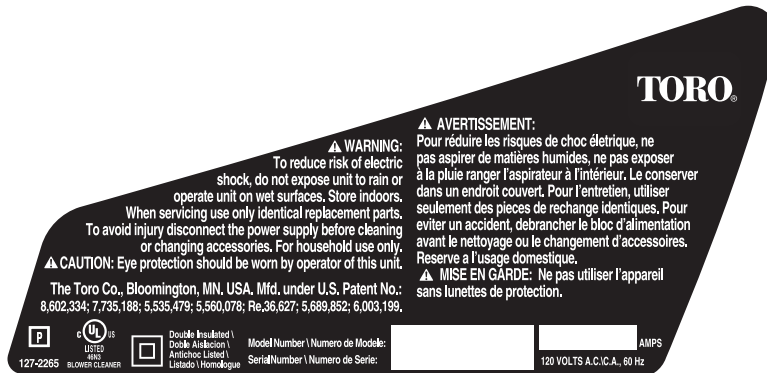 TORO®
⚠ WARNING:
To reduce risk of electric
shock, do not expose unit to rain or
operate unit on wet surfaces. Store indoors.
When servicing use only identical replacement parts.
To avoid injury disconnect the power supply before cleaning
or changing accessories. For household use only.
⚠ CAUTION: Eye protection should be worn by operator of this unit.
The Toro Co., Bloomington, MN. USA. Mfd. under U.S. Patent No.:
8,602,334; 7,735,188; 5,535,479; 5,560,078; Re.36,627; 5,689,852; 6,003,199.
⚠ AVERTISSEMENT:
Pour réduire les risques de choc életrique, ne
pas aspirer de matières humides, ne pas exposer
à la pluie ranger l'aspirateur à l'intérieur. Le conserver
dans un endroit couvert. Pour l'entretien, utiliser
seulement des pieces de rechange identiques. Pour
eviter un accident, debrancher le bloc d'alimentation
avant le nettoyage ou le changement d'accessoires.
Reserve a l'usage domestique.
⚠ MISE EN GARDE: Ne pas utiliser l'appareil
sans lunettes de protection.
P
127-2265
c UL US
LISTED
46N3
BLOWER CLEANER
Double Insulated \
Doble Aislacion \
Antichoc Listed \
Listado \ Homologue
Model Number \ Numero de Modele:
Serial Number \ Numero de Serie:
AMPS
120 VOLTS A.C.\C.A., 60 Hz